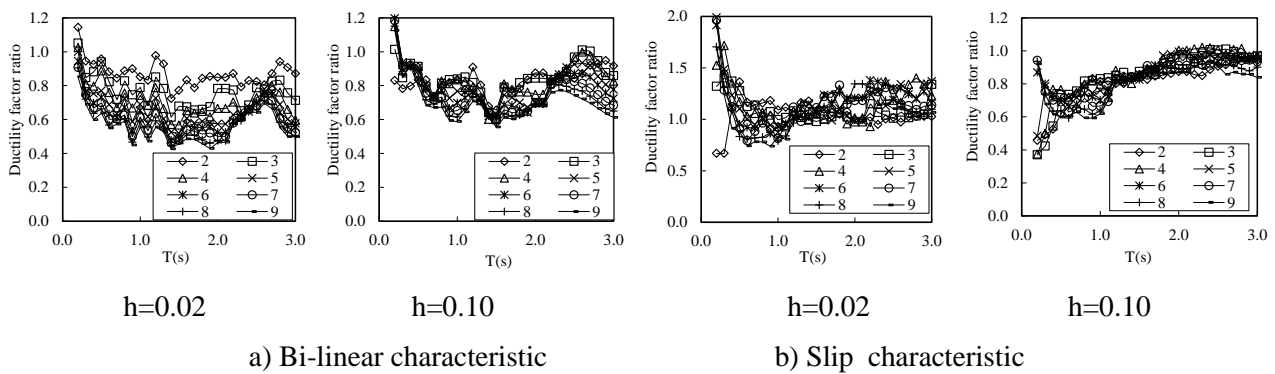 Ductility factor ratio
1.2
1.0
0.8
0.6
0.4
0.2
0.0
2 3
4 5
6 7
8 9
0.0 1.0 2.0 3.0
T(s)
h=0.02
Ductility factor ratio
1.2
1.0
0.8
0.6
0.4
0.2
0.0
2 3
4 5
6 7
8 9
0.0 1.0 2.0 3.0
T(s)
h=0.10
a) Bi-linear characteristic
Ductility factor ratio
2.0
1.5
1.0
0.5
0.0
2 3
4 5
6 7
8 9
0.0 1.0 2.0 3.0
T(s)
h=0.02
Ductility factor ratio
1.2
1.0
0.8
0.6
0.4
0.2
0.0
2 3
4 5
6 7
8 9
0.0 1.0 2.0 3.0
T(s)
h=0.10
b) Slip characteristic